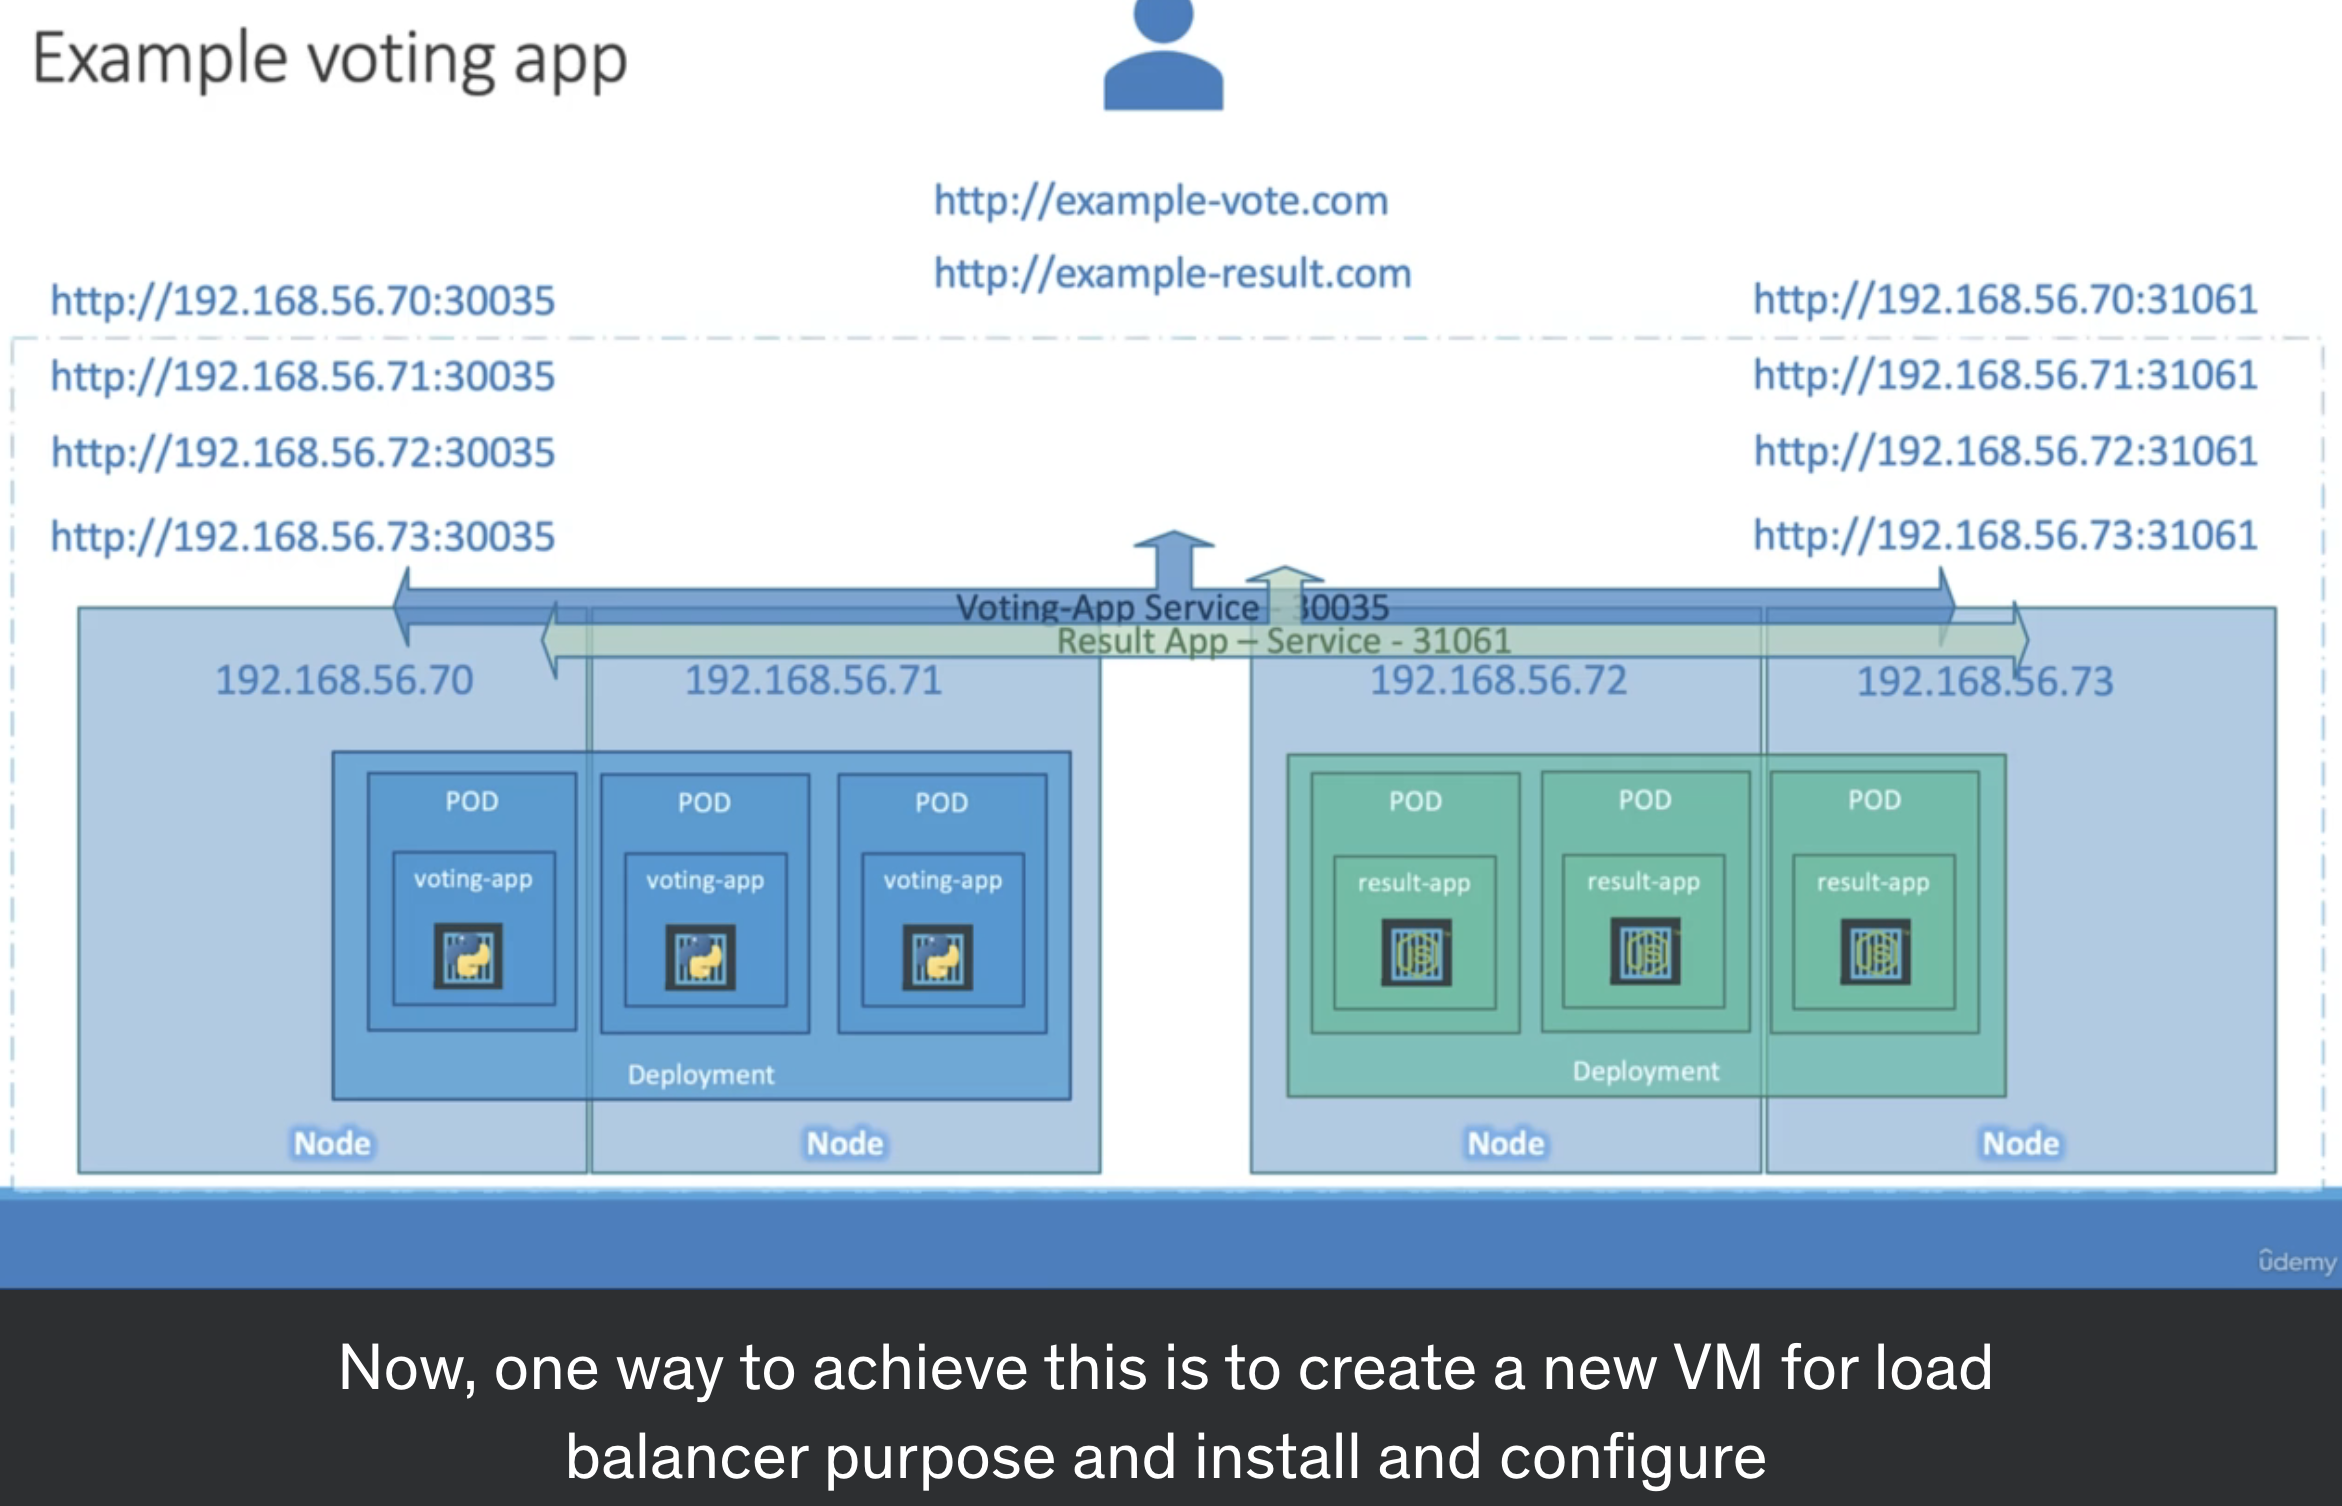 Example voting app
http://example-vote.com
http://example-result.com
http://192.168.56.70:30035
http://192.168.56.71:30035
http://192.168.56.72:30035
http://192.168.56.73:30035
http://192.168.56.70:31061
http://192.168.56.71:31061
http://192.168.56.72:31061
http://192.168.56.73:31061
Voting-App Service - 30035
Result App – Service - 31061
192.168.56.70
192.168.56.71
192.168.56.72
192.168.56.73
POD
voting-app
POD
voting-app
POD
voting-app
Deployment
POD
result-app
JS
POD
result-app
JS
POD
result-app
JS
Deployment
Node
Node
Node
Node
ûdemy
Now, one way to achieve this is to create a new VM for load
balancer purpose and install and configure